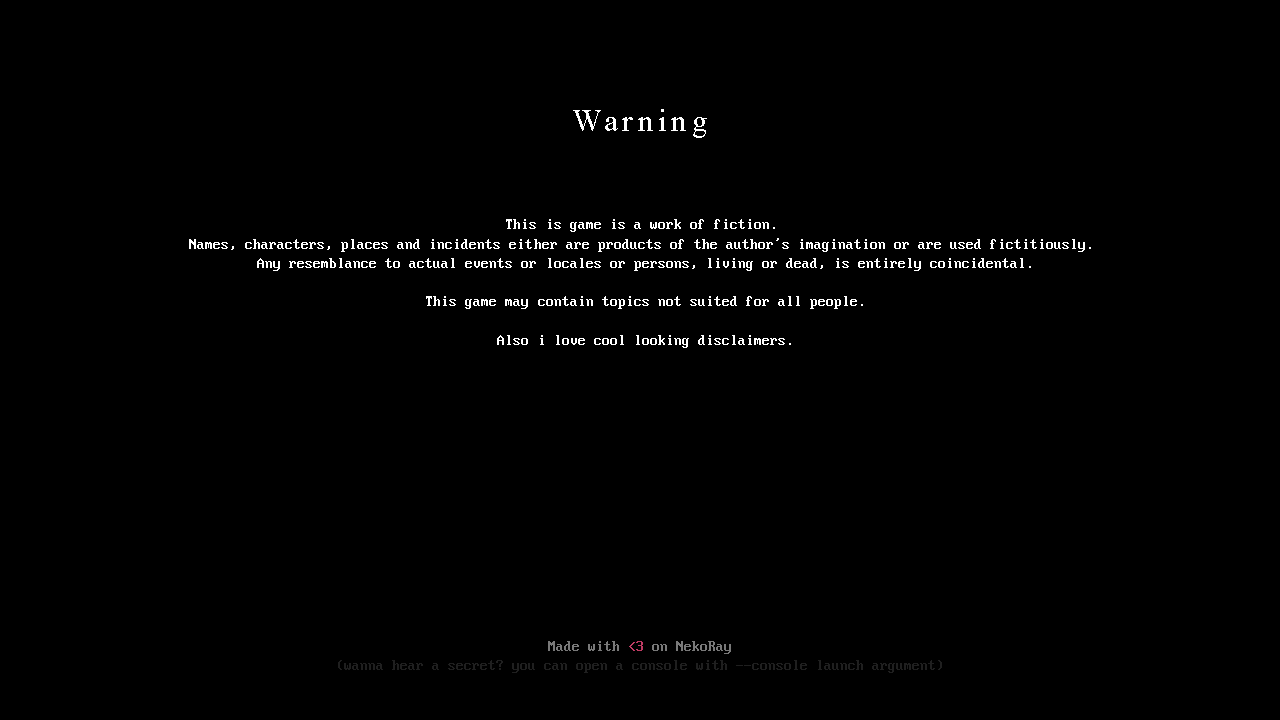 Warning
This is game is a work of fiction.
Names, characters, places and incidents either are products of the author's imagination or are used fictitiously.
Any resemblance to actual events or locales or persons, living or dead, is entirely coincidental.
This game may contain topics not suited for all people.
Also i love cool looking disclaimers.
Made with <3 on NekoRay
(wanna hear a secret? you can open a console with --console launch argument)